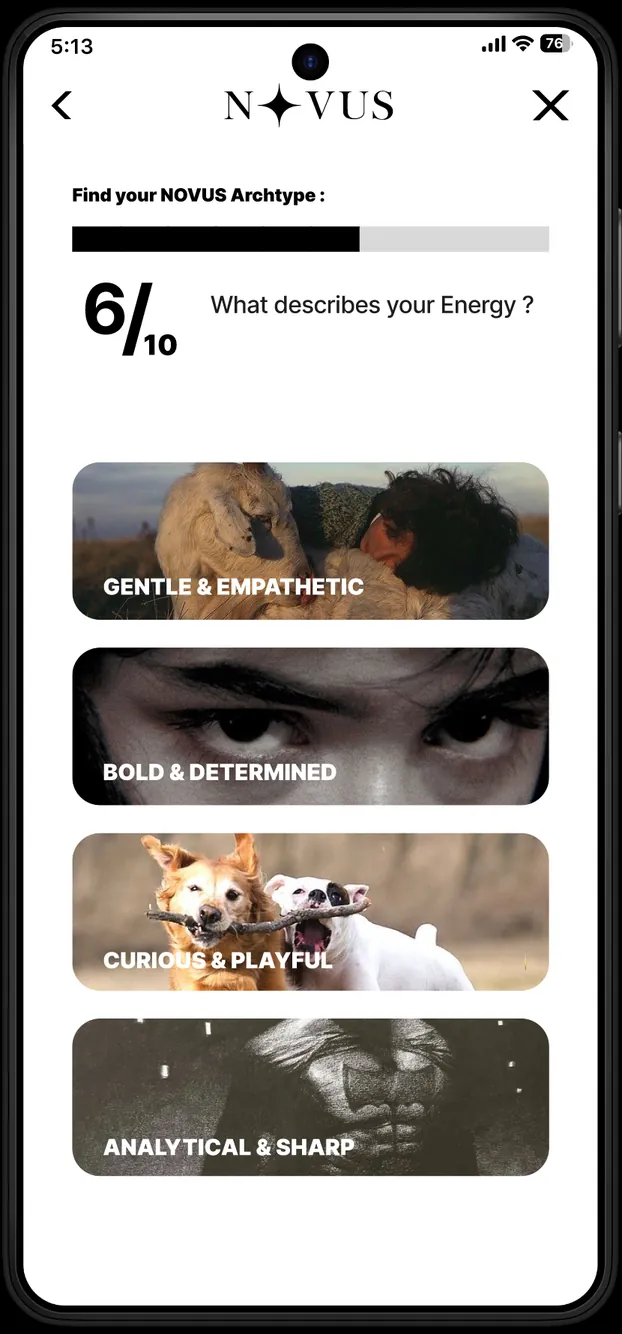 5:13
76
N✦VUS
Find your NOVUS Archtype :
6/10
What describes your Energy ?
GENTLE & EMPATHETIC
BOLD & DETERMINED
CURIOUS & PLAYFUL
ANALYTICAL & SHARP